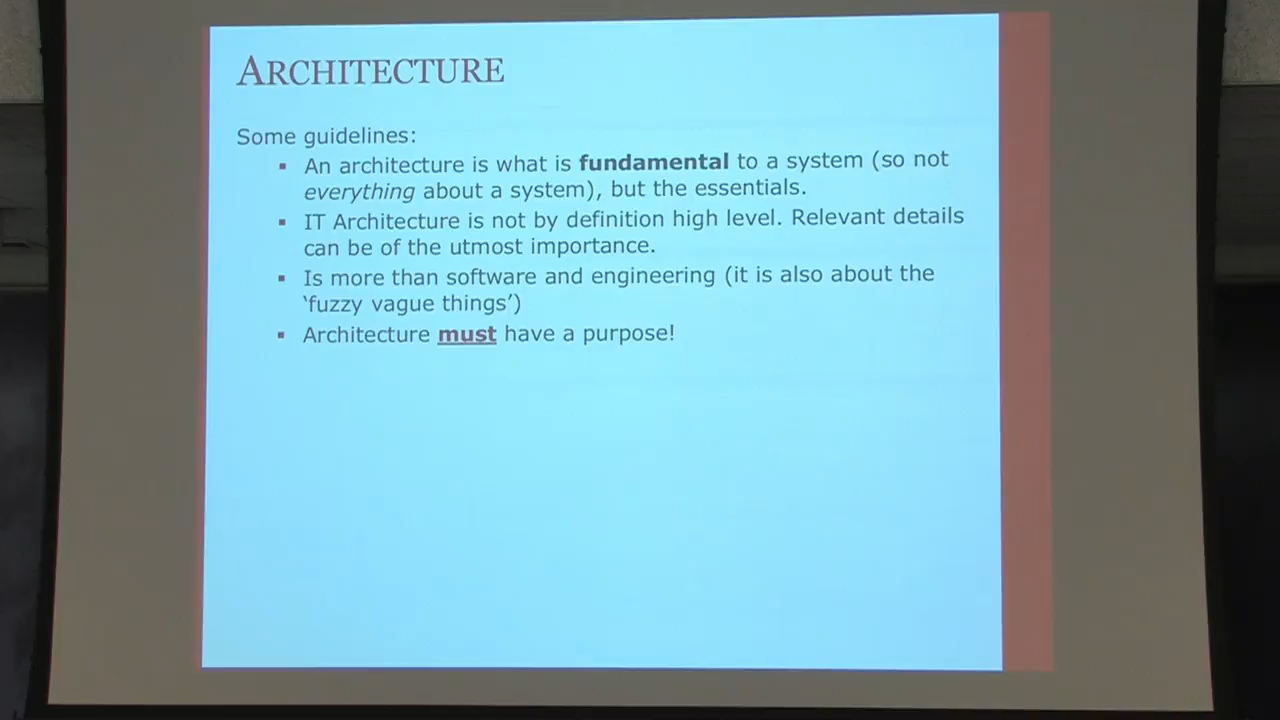 ARCHITECTURE
Some guidelines:
▪ An architecture is what is fundamental to a system (so not
everything about a system), but the essentials.
▪ IT Architecture is not by definition high level. Relevant details
can be of the utmost importance.
▪ Is more than software and engineering (it is also about the
‘fuzzy vague things’)
▪ Architecture must have a purpose!